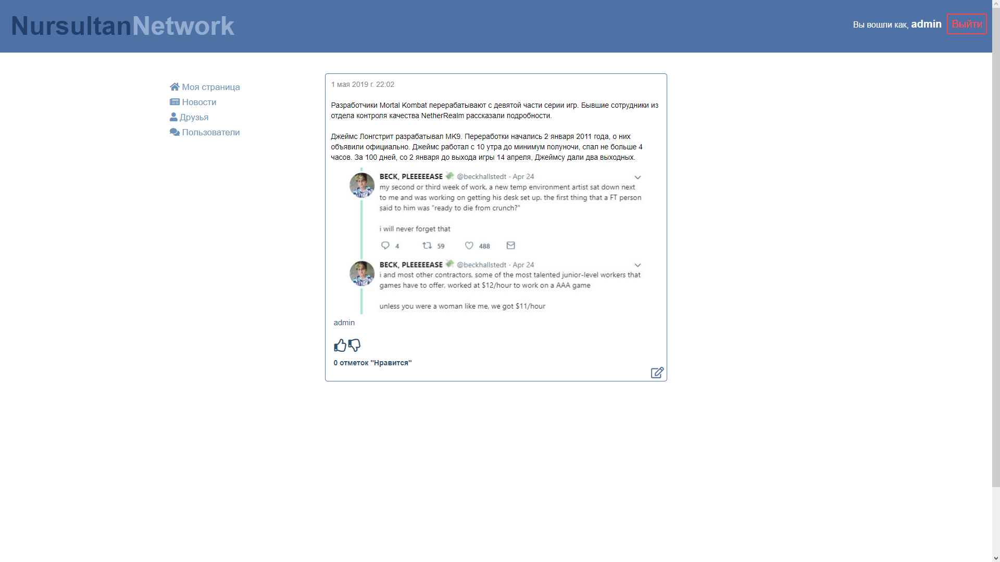 NursultanNetwork
Вы вошли как, admin Выйти
Моя страница
Новости
Друзья
Пользователи
1 мая 2019 г. 22:02
Разработчики Mortal Kombat перерабатывают с девятой части серии игр. Бывшие сотрудники из
отдела контроля качества NetherRealm рассказали подробности.
Джеймс Лонгстрит разрабатывал MK9. Переработки начались 2 января 2011 года, о них
объявили официально. Джеймс работал с 10 утра до минимум полуночи, спал не больше 4
часов. За 100 дней, со 2 января до выхода игры 14 апреля, Джеймсу дали два выходных.
BECK, PLEEEEEASE @beckhallstedt · Apr 24
my second or third week of work, a new temp environment artist sat down next
to me and was working on getting his desk set up. the first thing that a FT person
said to him was "ready to die from crunch?"
i will never forget that
4 59 488
BECK, PLEEEEEASE @beckhallstedt · Apr 24
i and most other contractors, some of the most talented junior-level workers that
games have to offer, worked at $12/hour to work on a AAA game
unless you were a woman like me, we got $11/hour
admin
0 отметок "Нравится"